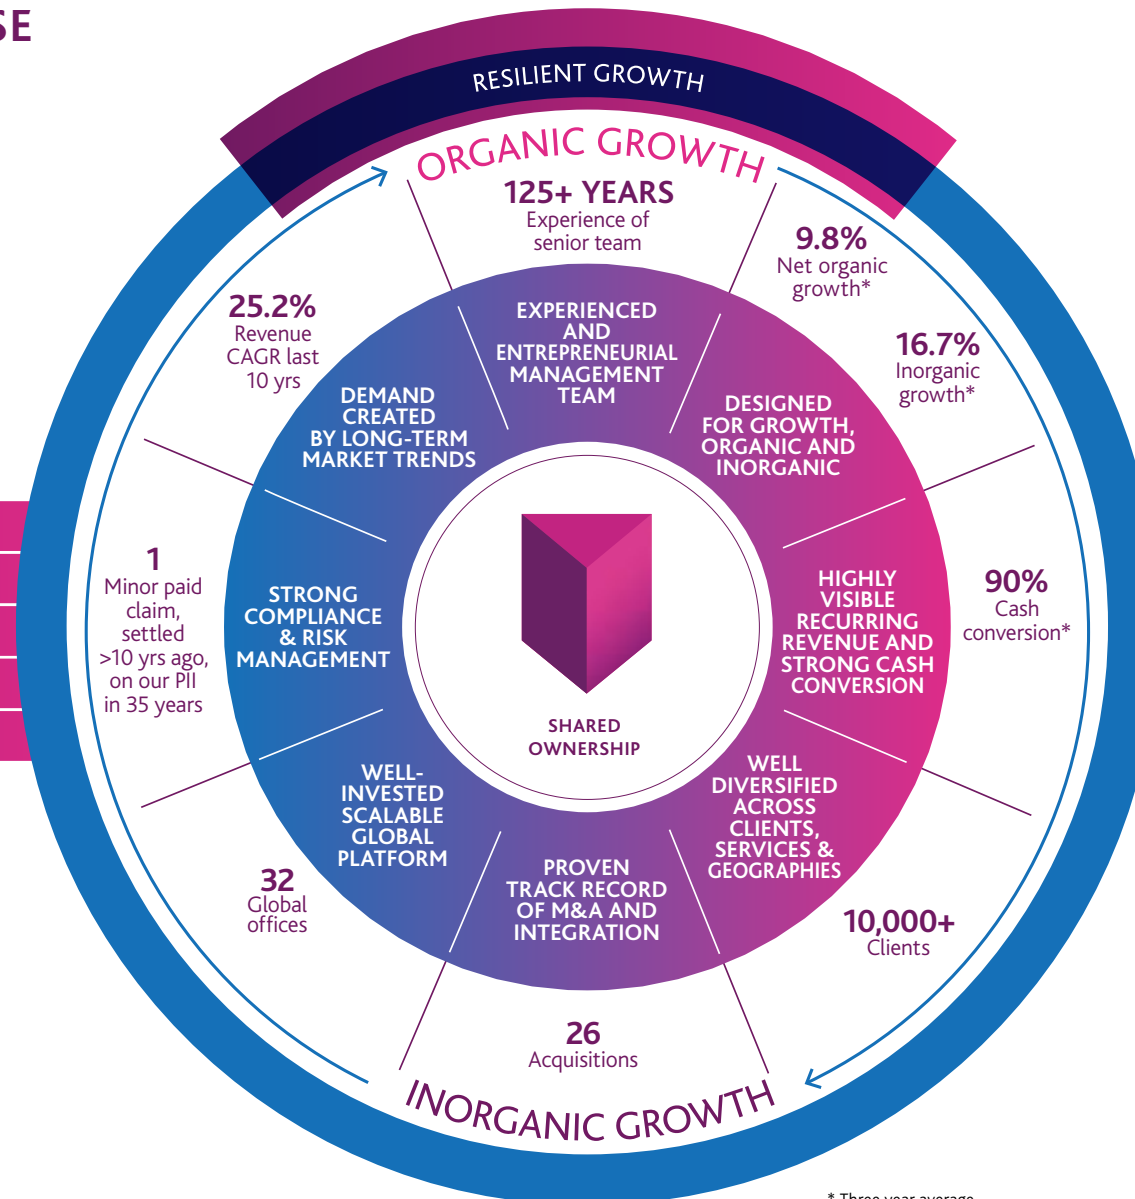 RESILIENT GROWTH
ORGANIC GROWTH
125+ YEARS
Experience of
senior team
9.8%
Net organic
growth*
16.7%
Inorganic
growth*
90%
Cash
conversion*
10,000+
Clients
26
Acquisitions
32
Global
offices
1
Minor paid
claim,
settled
>10 yrs ago,
on our PII
in 35 years
25.2%
Revenue
CAGR last
10 yrs
EXPERIENCED
AND
ENTREPRENEURIAL
MANAGEMENT
TEAM
DESIGNED
FOR GROWTH,
ORGANIC AND
INORGANIC
HIGHLY
VISIBLE
RECURRING
REVENUE AND
STRONG CASH
CONVERSION
WELL
DIVERSIFIED
ACROSS
CLIENTS,
SERVICES &
GEOGRAPHIES
PROVEN
TRACK RECORD
OF M&A AND
INTEGRATION
WELL-
INVESTED
SCALABLE
GLOBAL
PLATFORM
STRONG
COMPLIANCE
& RISK
MANAGEMENT
DEMAND
CREATED
BY LONG-TERM
MARKET TRENDS
SHARED
OWNERSHIP
INORGANIC GROWTH
* Three year average